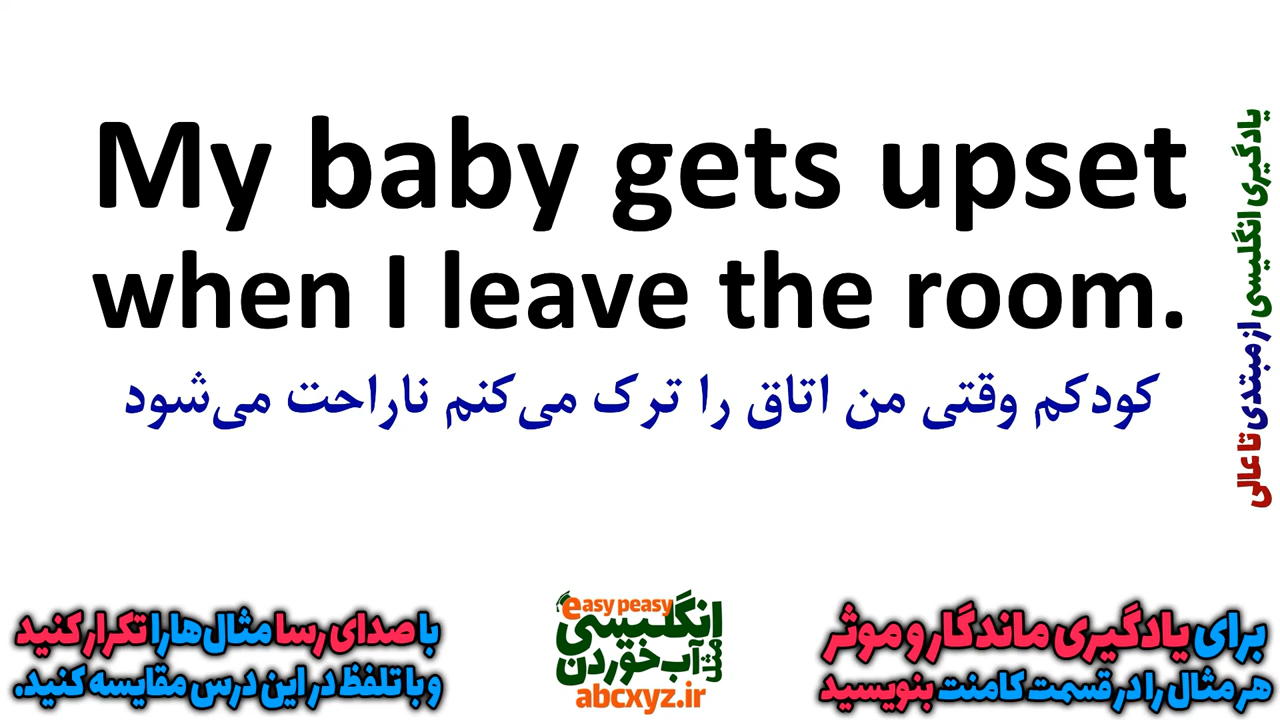 My baby gets upset
when I leave the room.
کودکم وقتی من اتاق را ترک می‌کنم ناراحت می‌شود
یادگیری انگلیسی از مبتدی تا عالی
برای یادگیری ماندگار و موثر
هر مثال را در قسمت کامنت بنویسید
easy peasy
انگلیسی
مثل آب خوردن
abcxyz.ir
با صدای رسا مثال‌ها را تکرار کنید
و با تلفظ در این درس مقایسه کنید.